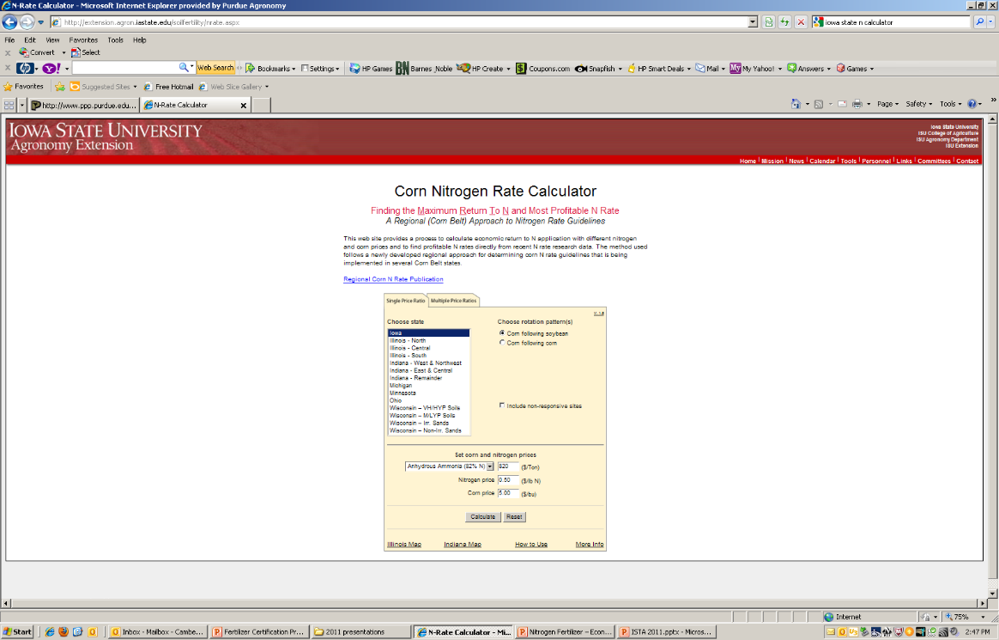 N-Rate Calculator - Microsoft Internet Explorer provided by Purdue Agronomy
http://extension.agron.iastate.edu/soilfertility/nrate.aspx
iowa state n calculator
File Edit View Favorites Tools Help
x Convert Select
x hp Y! Web Search Bookmarks Settings HP Games BN Barnes_Noble HP Create Coupons.com Snapfish HP Smart Deals Mail My Yahoo! Answers Games
Favorites Suggested Sites Free Hotmail Web Slice Gallery
http://www.ppp.purdue.edu... N-Rate Calculator Page Safety Tools
IOWA STATE UNIVERSITY
Agronomy Extension
Iowa State University
ISU College of Agriculture
ISU Agronomy Department
ISU Extension
Home | Mission | News | Calendar | Tools | Personnel | Links | Committees | Contact
Corn Nitrogen Rate Calculator
Finding the Maximum Return To N and Most Profitable N Rate
A Regional (Corn Belt) Approach to Nitrogen Rate Guidelines
This web site provides a process to calculate economic return to N application with different nitrogen
and corn prices and to find profitable N rates directly from recent N rate research data. The method used
follows a newly developed regional approach for determining corn N rate guidelines that is being
implemented in several Corn Belt states.
Regional Corn N Rate Publication
Single Price Ratio Multiple Price Ratios
Choose state
Iowa
Illinois - North
Illinois - Central
Illinois - South
Indiana - West & Northwest
Indiana - East & Central
Indiana - Remainder
Michigan
Minnesota
Ohio
Wisconsin – VH/HYP Soils
Wisconsin – M/LYP Soils
Wisconsin – Irr. Sands
Wisconsin – Non-Irr. Sands
Choose rotation pattern(s)
Corn following soybean
Corn following corn
Include non-responsive sites
Set corn and nitrogen prices
Anhydrous Ammonia (82% N) 820 ($/Ton)
Nitrogen price 0.50 ($/lb N)
Corn price 5.00 ($/bu)
Calculate Reset
Illinois Map Indiana Map How to Use More Info
Internet 75%
Start Inbox - Mailbox - Cambe... Fertilizer Certification Pr... 2011 presentations N-Rate Calculator - Mi... Nitrogen Fertilizer – Econ... ISTA 2011.pptx - Micros... 2:47 PM